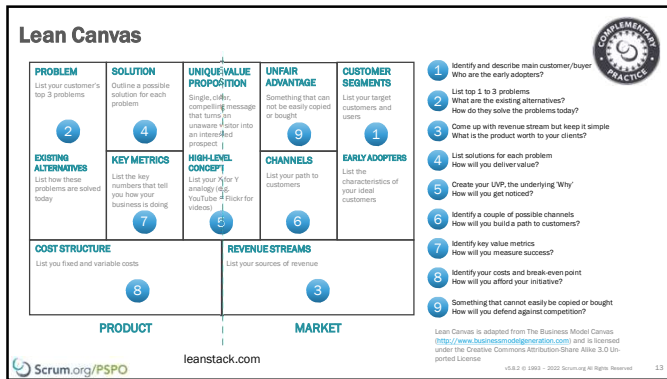 Lean Canvas
COMPLEMENTARY
PRACTICE
PROBLEM
List your customer's
top 3 problems
2
EXISTING
ALTERNATIVES
List how these
problems are solved
today
SOLUTION
Outline a possible
solution for each
problem
4
KEY METRICS
List the key
numbers that tell
you how your
business is doing
7
UNIQUE VALUE
PROPOSITION
Single, clear,
compelling message
that turns an
unaware visitor into
an interested
prospect
HIGH-LEVEL
CONCEPT
List your X for Y
analogy (e.g.
YouTube = Flickr for
videos)
5
UNFAIR
ADVANTAGE
Something that can
not be easily copied
or bought
9
CHANNELS
List your path to
customers
6
CUSTOMER
SEGMENTS
List your target
customers and
users
1
EARLY ADOPTERS
List the
characteristics of
your ideal
customers
COST STRUCTURE
List you fixed and variable costs
8
REVENUE STREAMS
List your sources of revenue
3
PRODUCT
MARKET
leanstack.com
1 Identify and describe main customer/buyer
Who are the early adopters?
2 List top 1 to 3 problems
What are the existing alternatives?
How do they solve the problems today?
3 Come up with revenue stream but keep it simple
What is the product worth to your clients?
4 List solutions for each problem
How will you deliver value?
5 Create your UVP, the underlying 'Why'
How will you get noticed?
6 Identify a couple of possible channels
How will you build a path to customers?
7 Identify key value metrics
How will you measure success?
8 Identify your costs and break-even point
How will you afford your initiative?
9 Something that cannot easily be copied or bought
How will you defend against competition?
Lean Canvas is adapted from The Business Model Canvas
(http://www.businessmodelgeneration.com) and is licensed
under the Creative Commons Attribution-Share Alike 3.0 Un-
ported License
Scrum.org/PSPO
v5.8.2 © 1993 – 2022 Scrum.org All Rights Reserved
13